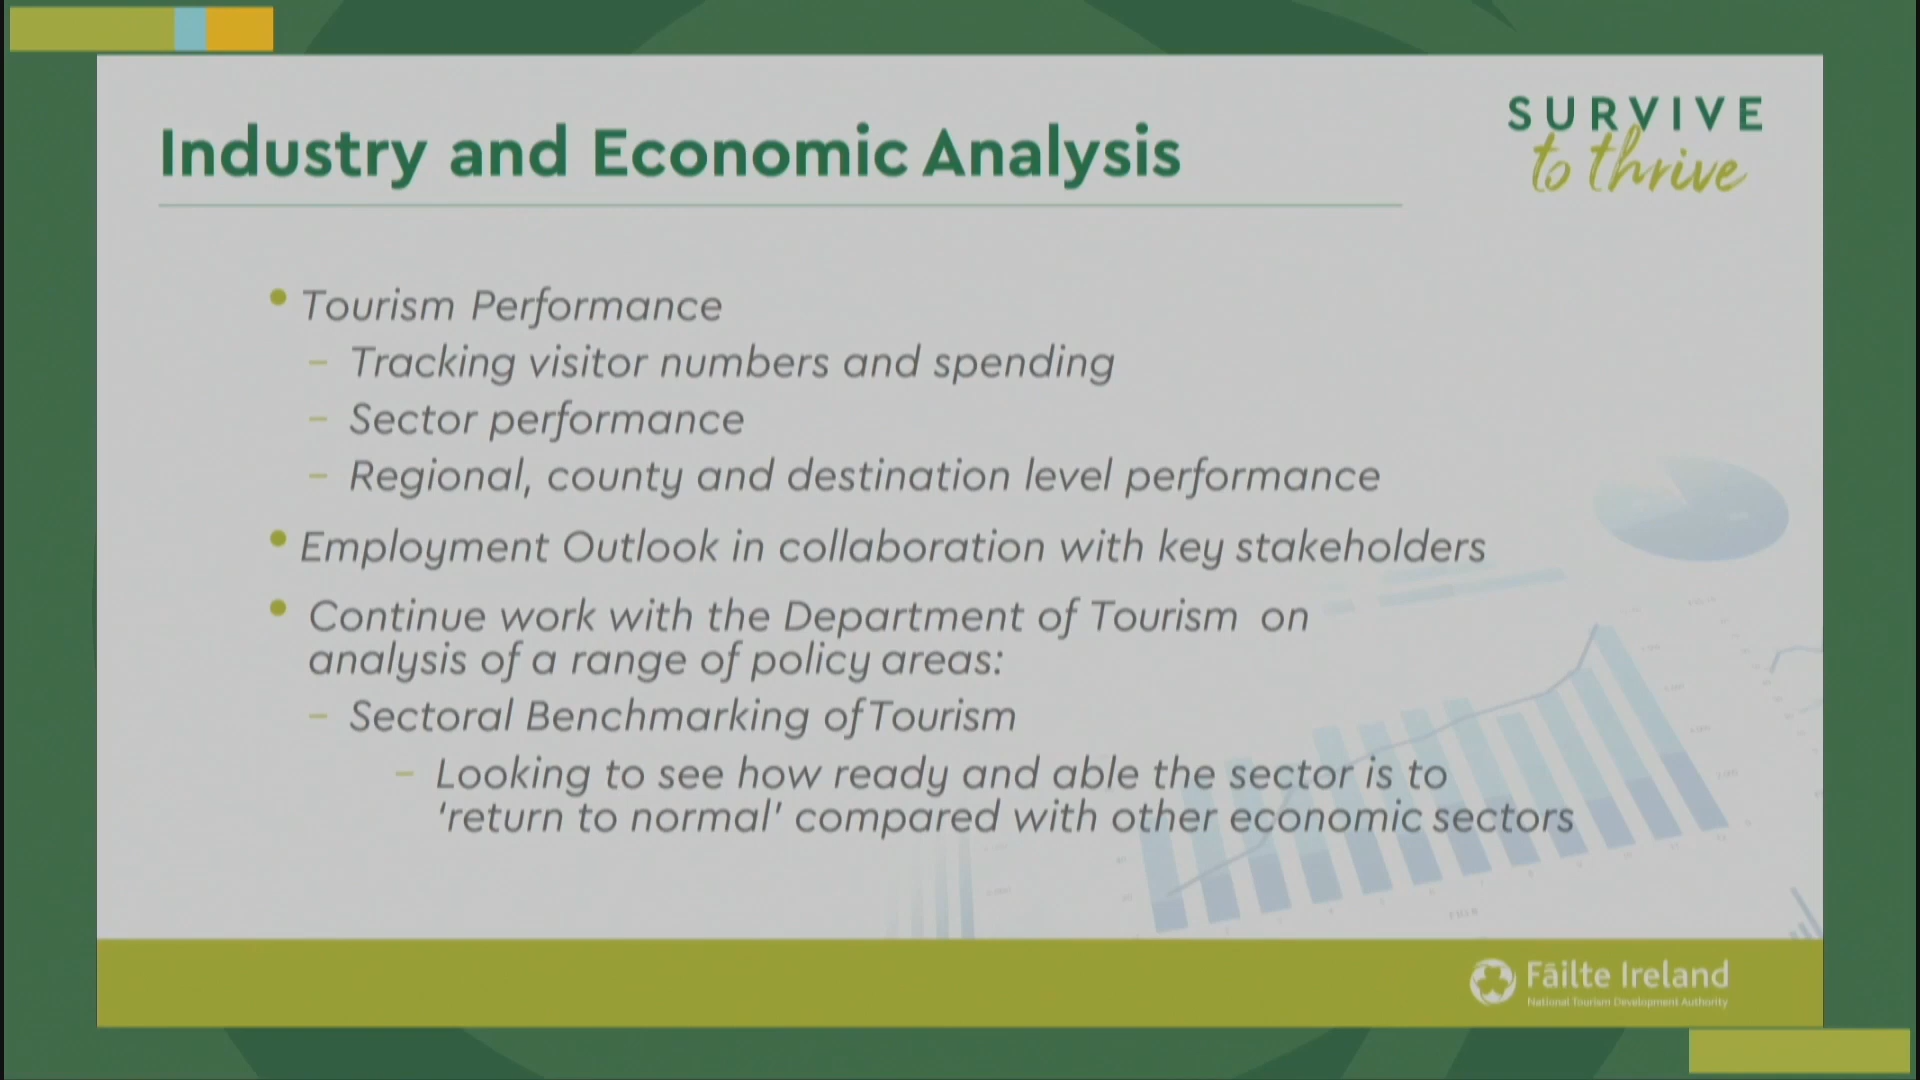 Industry and Economic Analysis
SURVIVE
to thrive
• Tourism Performance
– Tracking visitor numbers and spending
– Sector performance
– Regional, county and destination level performance
• Employment Outlook in collaboration with key stakeholders
• Continue work with the Department of Tourism on
analysis of a range of policy areas:
– Sectoral Benchmarking of Tourism
– Looking to see how ready and able the sector is to
‘return to normal’ compared with other economic sectors
Fáilte Ireland
National Tourism Development Authority